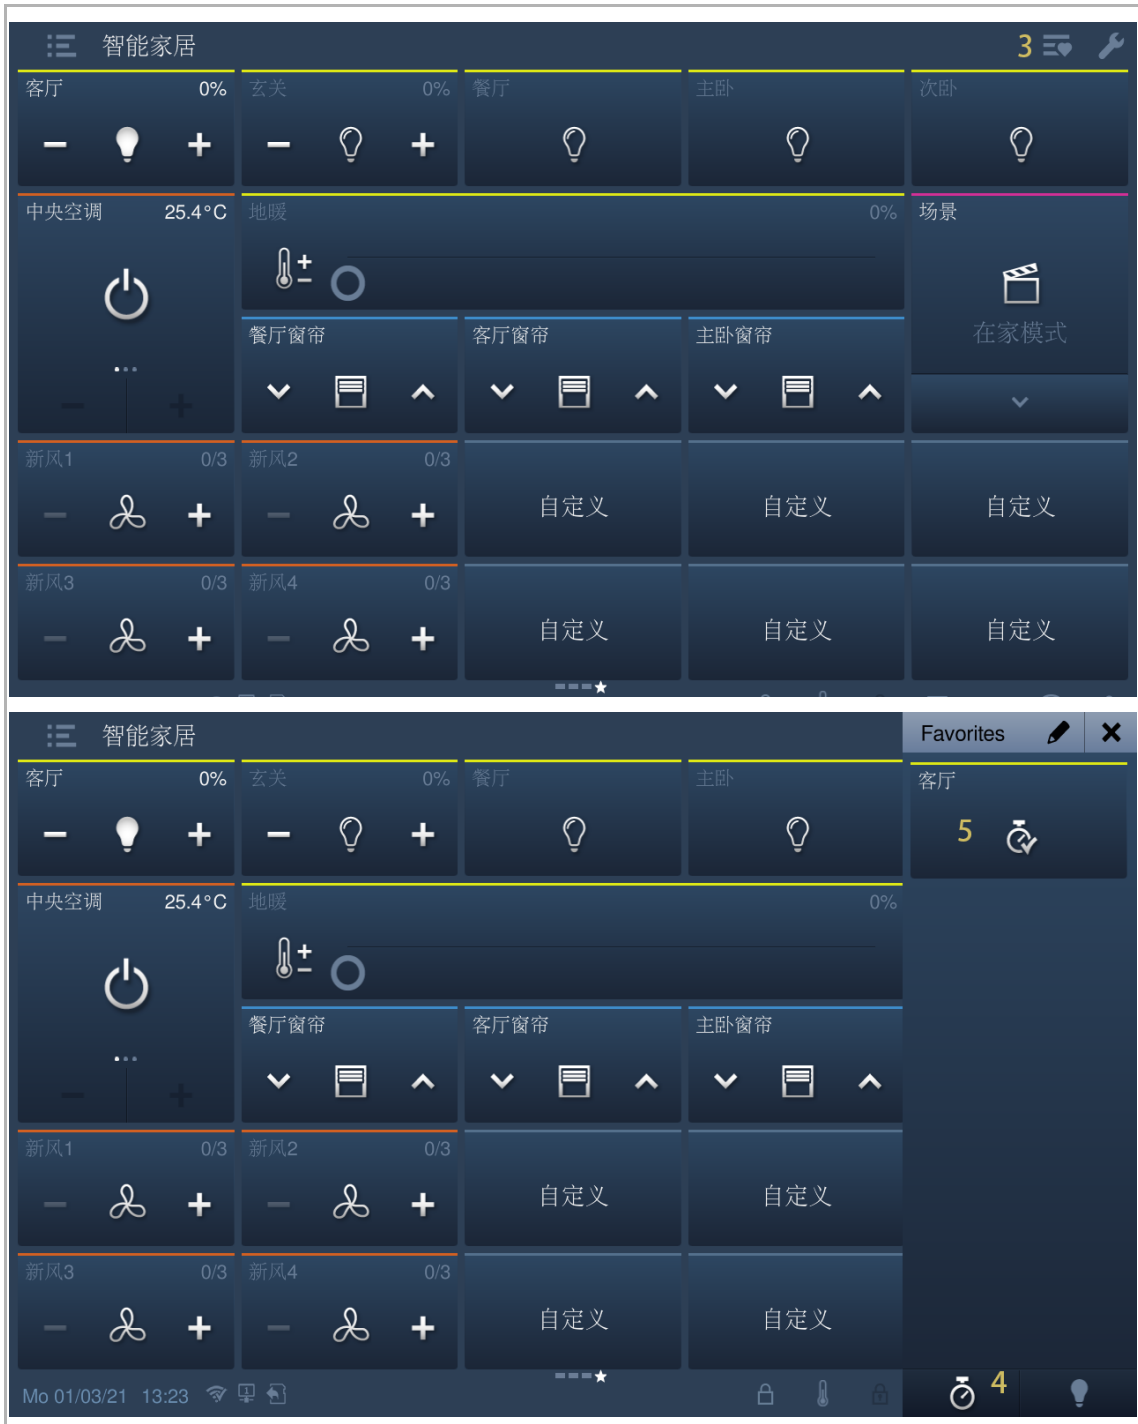 智能家居 3
客厅 0% 玄关 0% 餐厅 主卧 次卧
中央空调 25.4°C 地暖 0% 场景
在家模式
餐厅窗帘 客厅窗帘 主卧窗帘
新风1 0/3 新风2 0/3
自定义 自定义 自定义
新风3 0/3 新风4 0/3
自定义 自定义 自定义
智能家居 Favorites
客厅 0% 玄关 0% 餐厅 主卧 客厅
5
中央空调 25.4°C 地暖 0%
餐厅窗帘 客厅窗帘 主卧窗帘
新风1 0/3 新风2 0/3
自定义 自定义
新风3 0/3 新风4 0/3
自定义 自定义
Mo 01/03/21 13:23 4